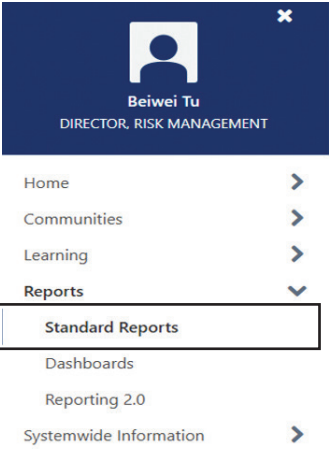 Beiwei Tu
DIRECTOR, RISK MANAGEMENT
Home
Communities
Learning
Reports
Standard Reports
Dashboards
Reporting 2.0
Systemwide Information